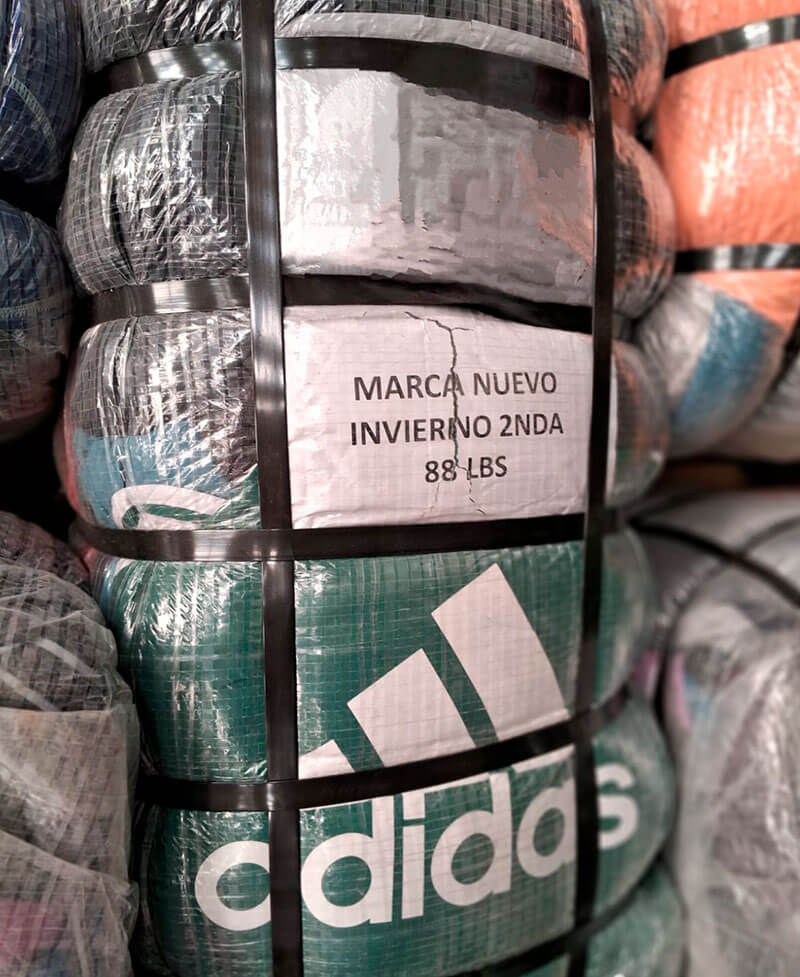 MARCA NUEVO
INVIERNO 2NDA
88 LBS
adidas